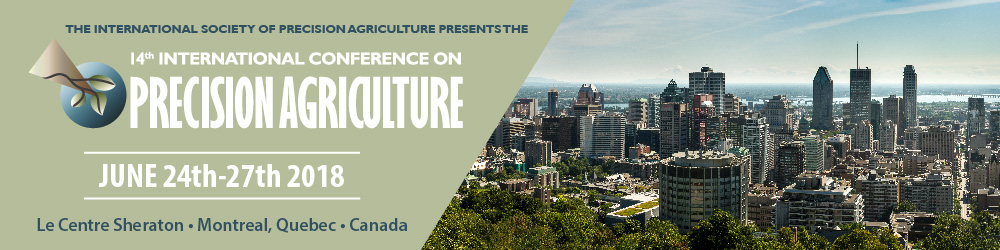 THE INTERNATIONAL SOCIETY OF PRECISION AGRICULTURE PRESENTS THE
14th INTERNATIONAL CONFERENCE ON
PRECISION AGRICULTURE
JUNE 24th-27th 2018
Le Centre Sheraton • Montreal, Quebec • Canada